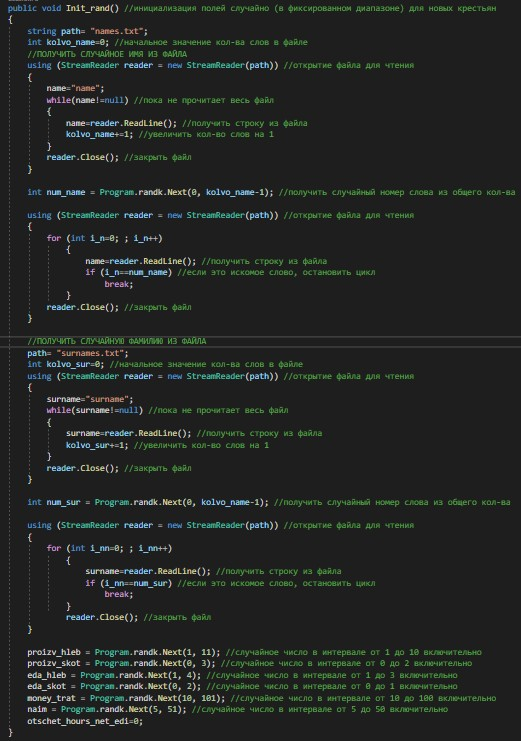 public void Init_rand() //инициализация полей случайно (в фиксированном диапазоне) для новых крестьян
{
string path= "names.txt";
int kolvo_name=0; //начальное значение кол-ва слов в файле
//ПОЛУЧИТЬ СЛУЧАЙНОЕ ИМЯ ИЗ ФАЙЛА
using (StreamReader reader = new StreamReader(path)) //открытие файла для чтения
{
name="name";
while(name!=null) //пока не прочитает весь файл
{
name=reader.ReadLine(); //получить строку из файла
kolvo_name+=1; //увеличить кол-во слов на 1
}
reader.Close(); //закрыть файл
}
int num_name = Program.randk.Next(0, kolvo_name-1); //получить случайный номер слова из общего кол-ва
using (StreamReader reader = new StreamReader(path)) //открытие файла для чтения
{
for (int i_n=0; ; i_n++)
{
name=reader.ReadLine(); //получить строку из файла
if (i_n==num_name) //если это искомое слово, остановить цикл
break;
}
reader.Close(); //закрыть файл
}
//ПОЛУЧИТЬ СЛУЧАЙНУЮ ФАМИЛИЮ ИЗ ФАЙЛА
path= "surnames.txt";
int kolvo_sur=0; //начальное значение кол-ва слов в файле
using (StreamReader reader = new StreamReader(path)) //открытие файла для чтения
{
surname="surname";
while(surname!=null) //пока не прочитает весь файл
{
surname=reader.ReadLine(); //получить строку из файла
kolvo_sur+=1; //увеличить кол-во слов на 1
}
reader.Close(); //закрыть файл
}
int num_sur = Program.randk.Next(0, kolvo_name-1); //получить случайный номер слова из общего кол-ва
using (StreamReader reader = new StreamReader(path)) //открытие файла для чтения
{
for (int i_nn=0; ; i_nn++)
{
surname=reader.ReadLine(); //получить строку из файла
if (i_nn==num_sur) //если это искомое слово, остановить цикл
break;
}
reader.Close(); //закрыть файл
}
proizv_hleb = Program.randk.Next(1, 11); //случайное число в интервале от 1 до 10 включительно
proizv_skot = Program.randk.Next(0, 3); //случайное число в интервале от 0 до 2 включительно
eda_hleb = Program.randk.Next(1, 4); //случайное число в интервале от 1 до 3 включительно
eda_skot = Program.randk.Next(0, 2); //случайное число в интервале от 0 до 1 включительно
money_trat = Program.randk.Next(10, 101); //случайное число в интервале от 10 до 100 включительно
naim = Program.randk.Next(5, 51); //случайное число в интервале от 5 до 50 включительно
otschet_hours_net_edi=0;
}